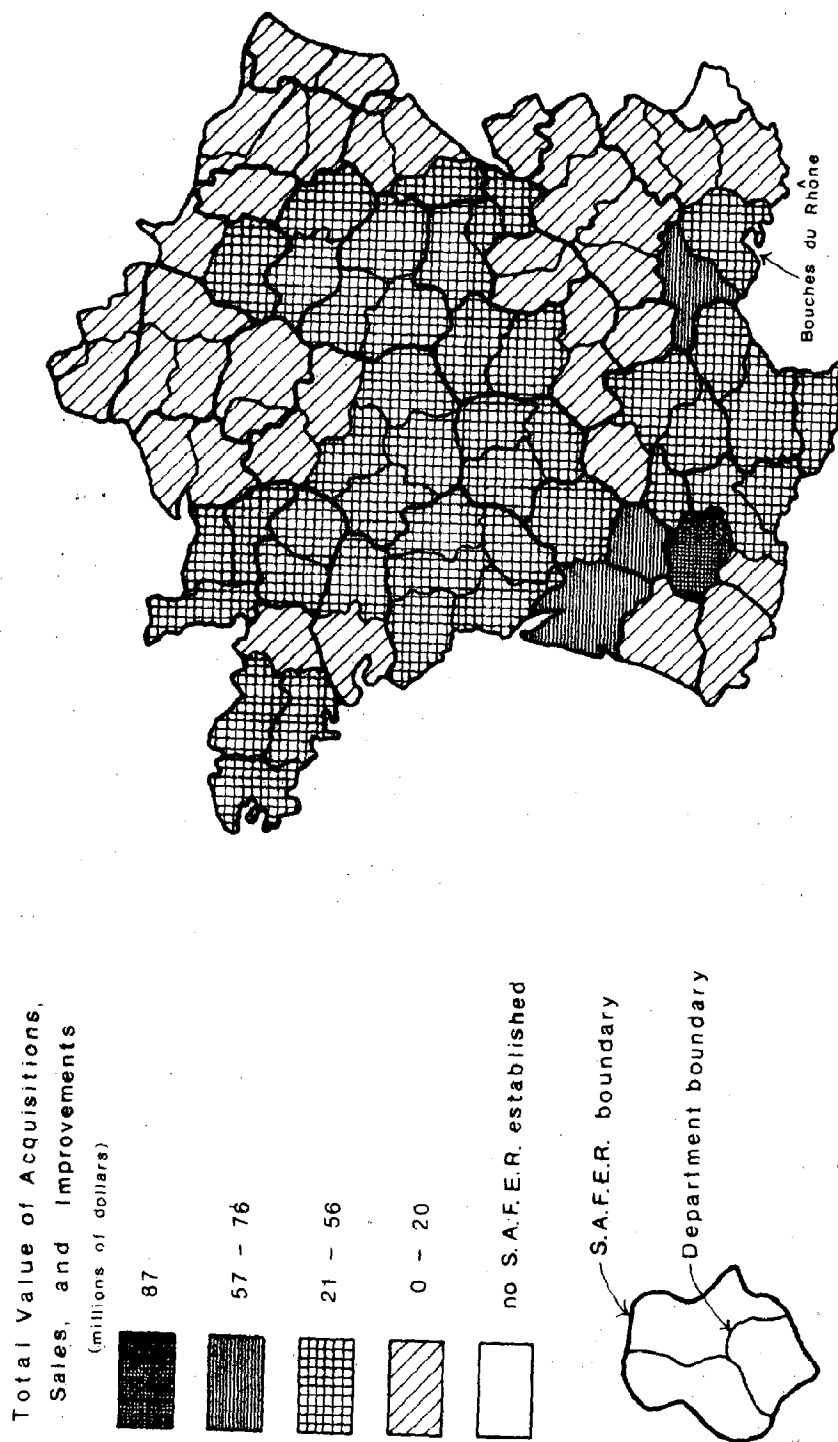 Total Value of Acquisitions,
Sales, and Improvements
(millions of dollars)
87
57 - 76
21 - 56
0 - 20
no S.A.F.E.R. established
S.A.F.E.R. boundary
Department boundary
Bouches du Rhône